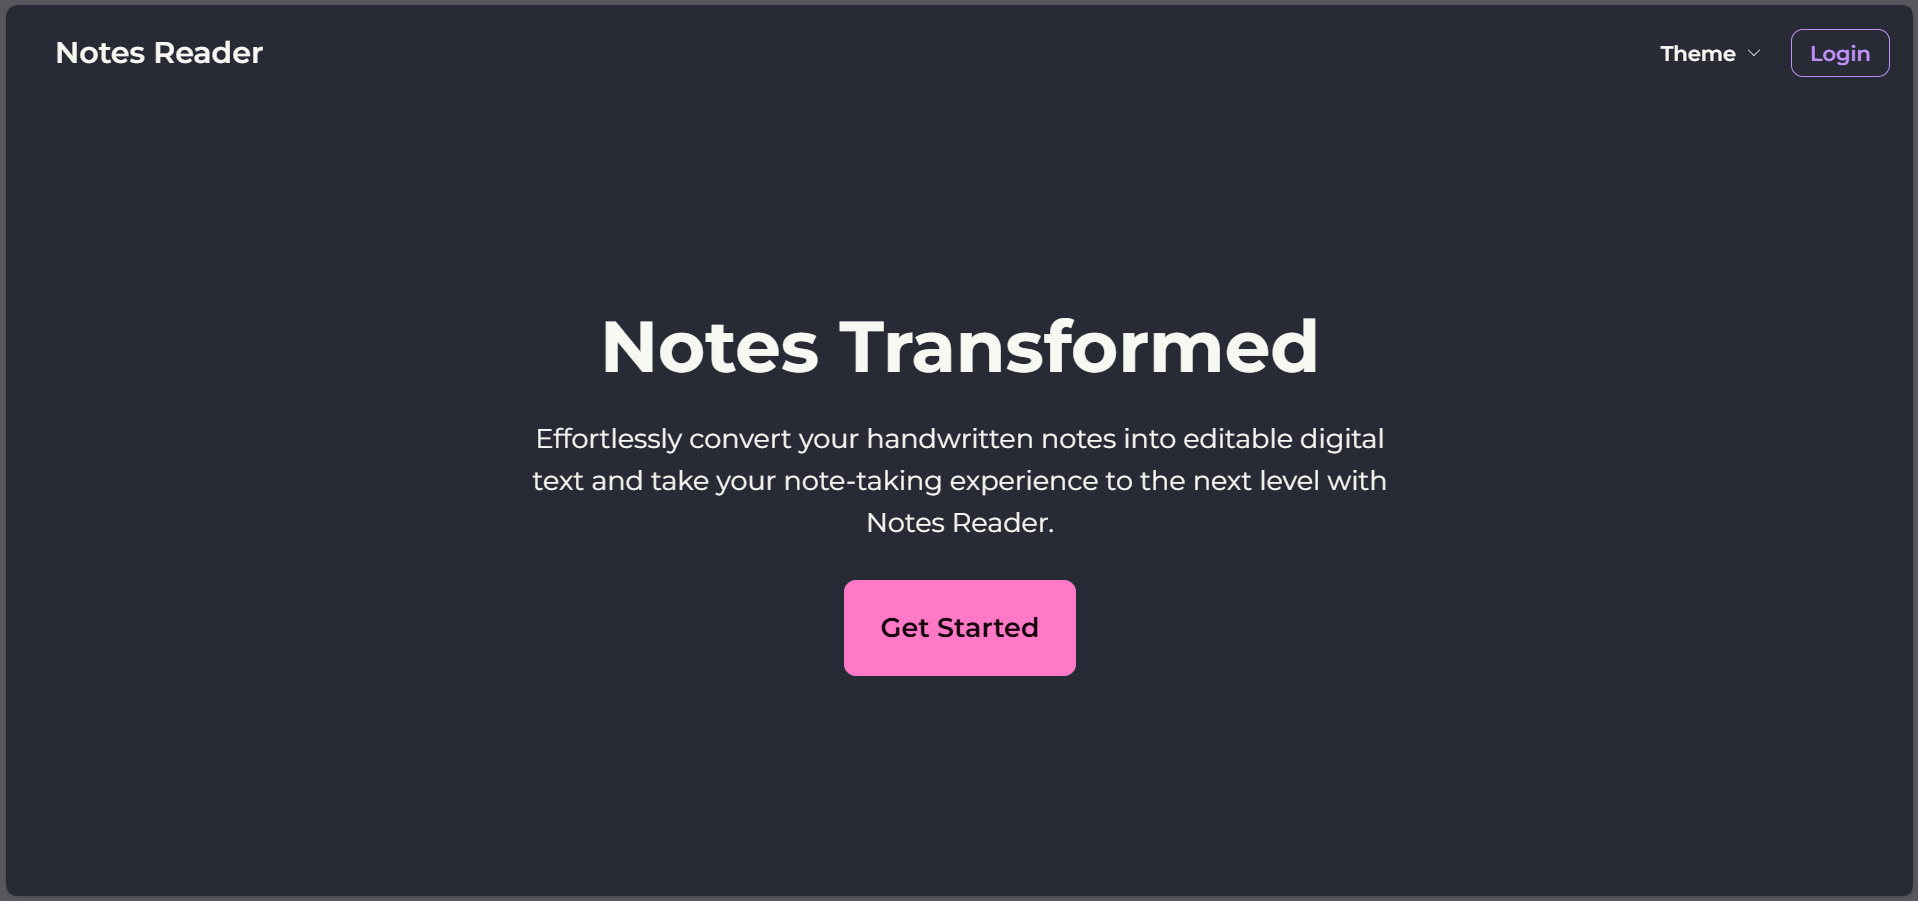 Notes Reader
Theme
Login
Notes Transformed
Effortlessly convert your handwritten notes into editable digital
text and take your note-taking experience to the next level with
Notes Reader.
Get Started